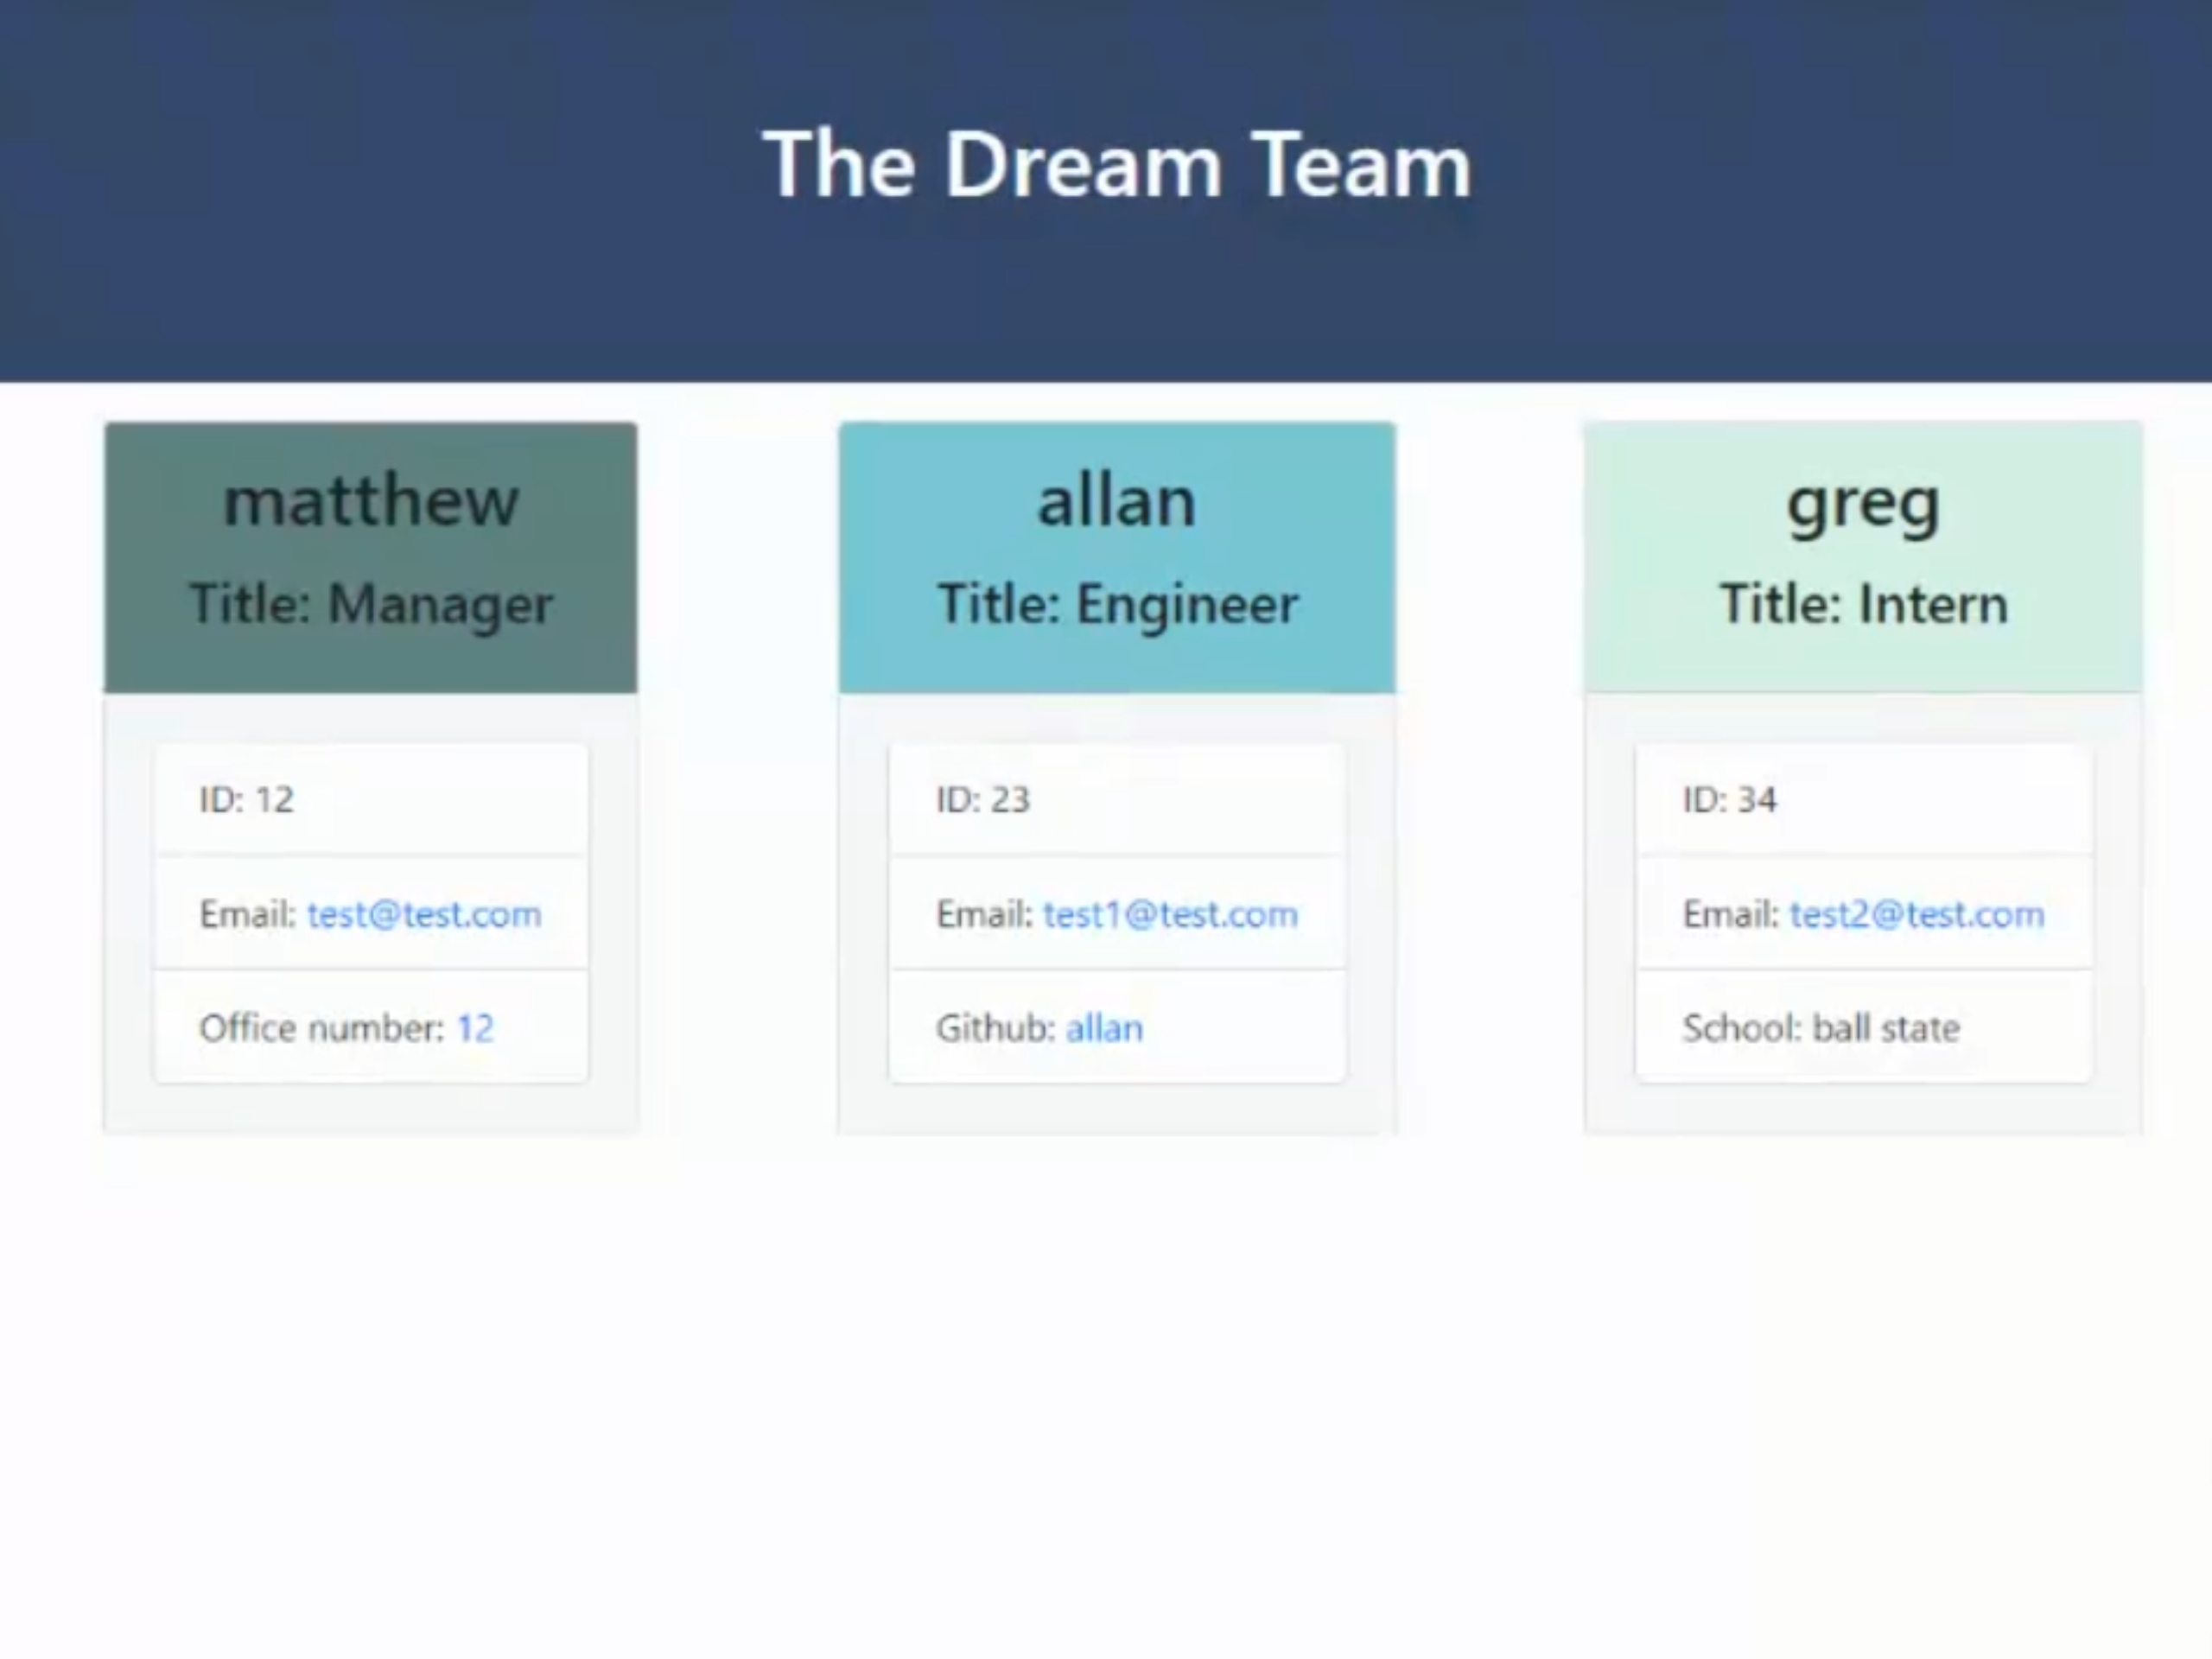 The Dream Team
matthew
Title: Manager
ID: 12
Email: test@test.com
Office number: 12
allan
Title: Engineer
ID: 23
Email: test1@test.com
Github: allan
greg
Title: Intern
ID: 34
Email: test2@test.com
School: ball state